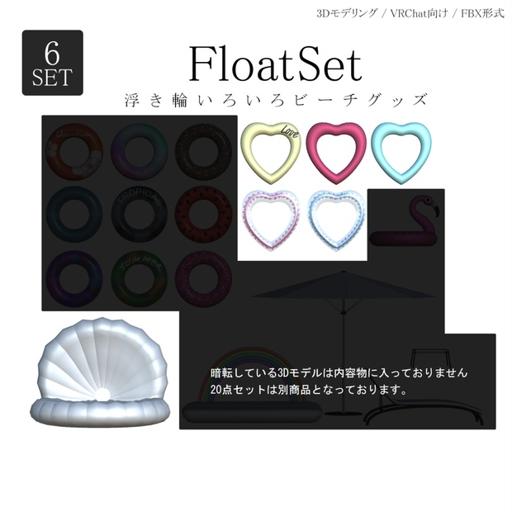 3Dモデリング / VRChat向け / FBX形式
6
SET
FloatSet
浮き輪いろいろビーチグッズ
Love
暗転している3Dモデルは内容物に入っておりません
20点セットは別商品となっております。